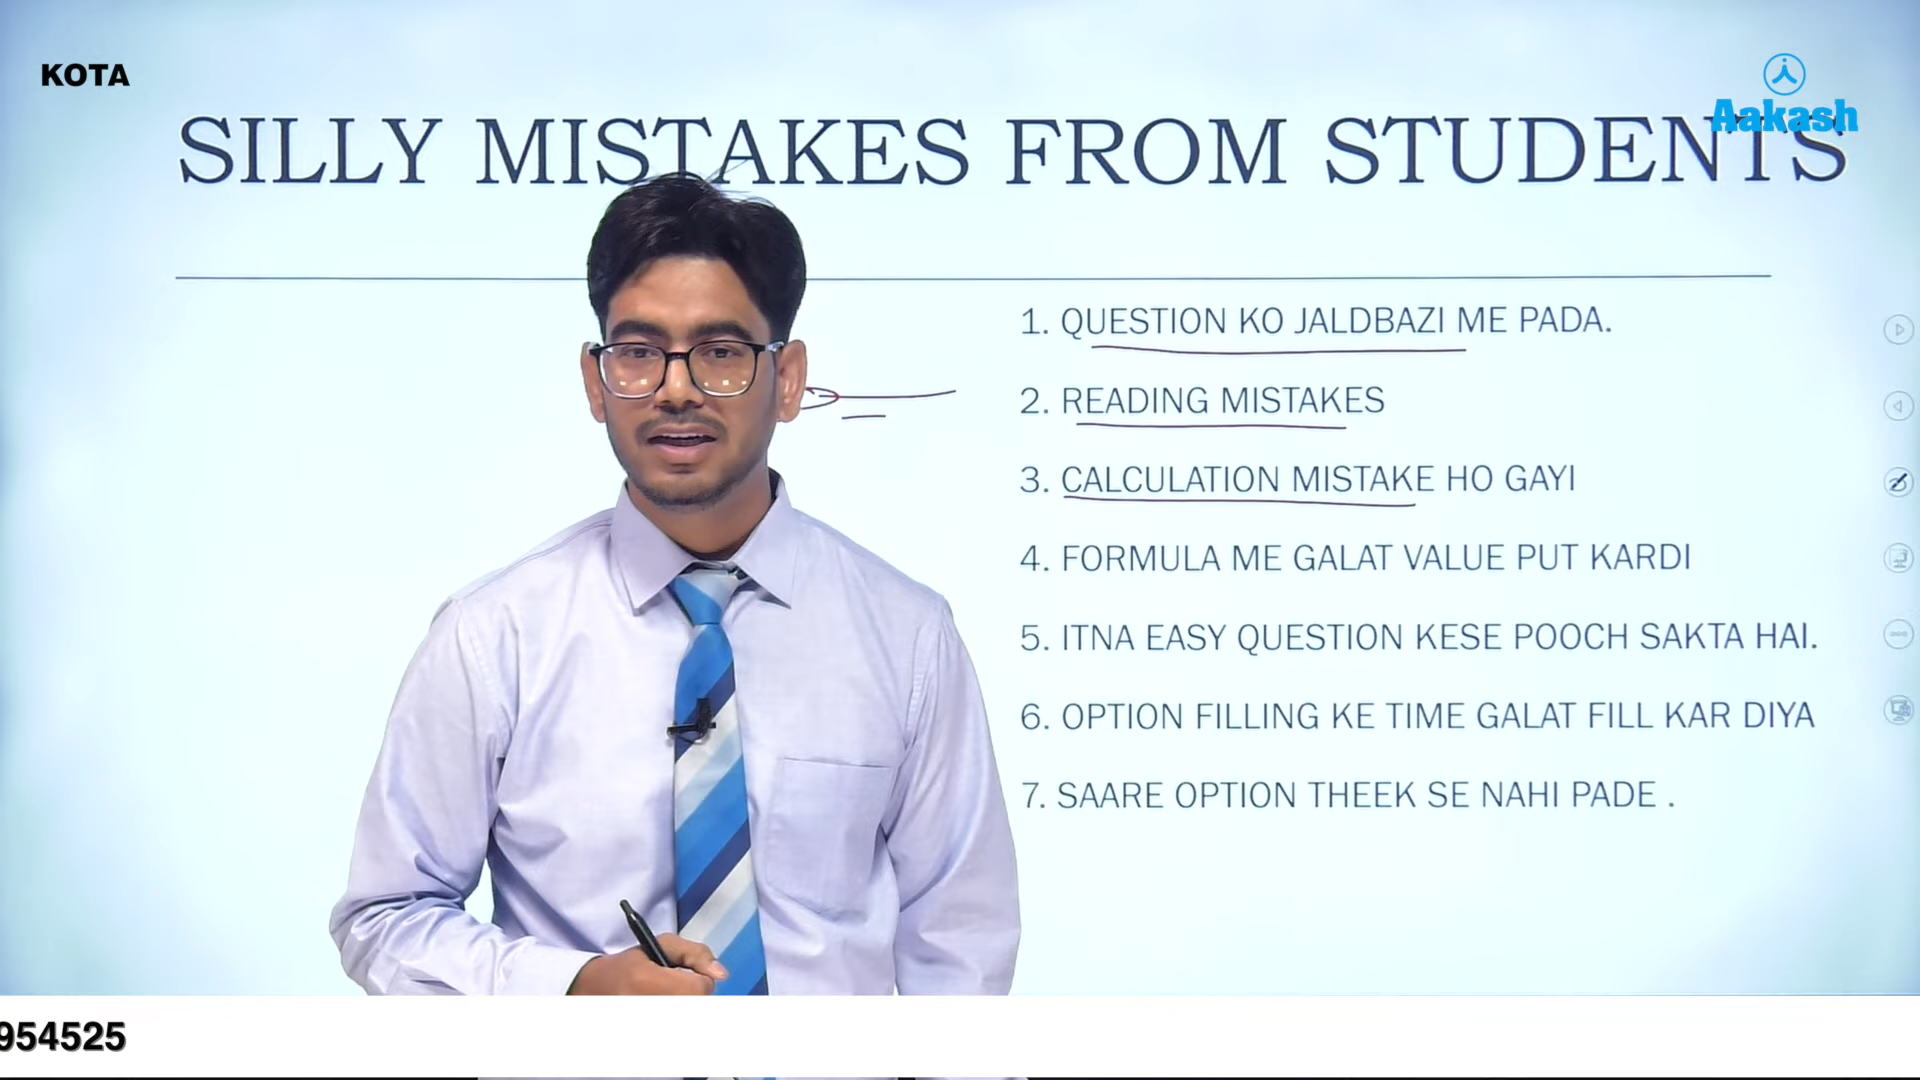 KOTA
Aakash
SILLY MISTAKES FROM STUDENTS
1. QUESTION KO JALDBAZI ME PADA.
2. READING MISTAKES
3. CALCULATION MISTAKE HO GAYI
4. FORMULA ME GALAT VALUE PUT KARDI
5. ITNA EASY QUESTION KESE POOCH SAKTA HAI.
6. OPTION FILLING KE TIME GALAT FILL KAR DIYA
7. SAARE OPTION THEEK SE NAHI PADE .
954525